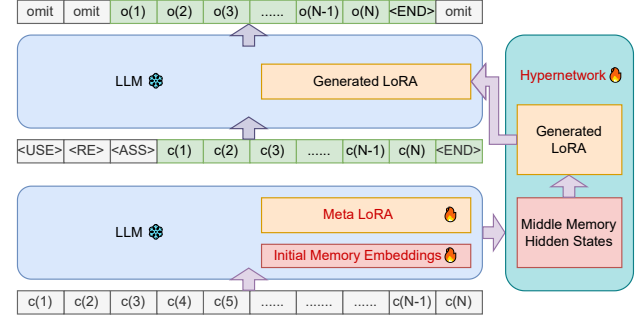 omit omit o(1) o(2) o(3) ...... o(N-1) o(N) <END> omit
LLM
Generated LoRA
Hypernetwork
Generated
LoRA
<USE> <RE> <ASS> c(1) c(2) c(3) ...... c(N-1) c(N) <END>
LLM
Meta LoRA
Initial Memory Embeddings
Middle Memory
Hidden States
c(1) c(2) c(3) c(4) c(5) ...... ....... ...... c(N-1) c(N)